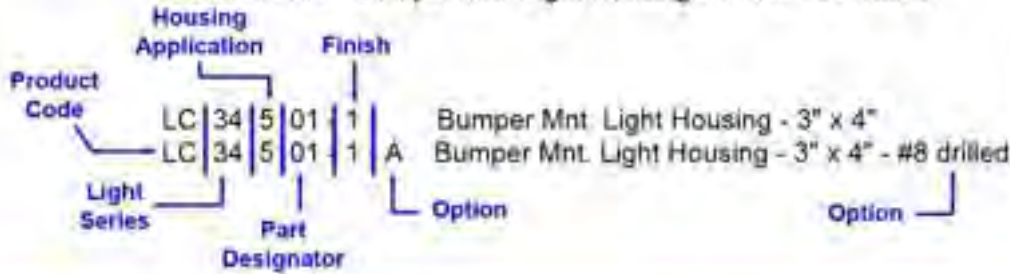 Housing
Application
Finish
Product
Code
LC 34 5 01 - 1 Bumper Mnt. Light Housing - 3" x 4"
LC 34 5 01 - 1 A Bumper Mnt. Light Housing - 3" x 4" - #8 drilled
Light
Series
Part
Designator
Option
Option